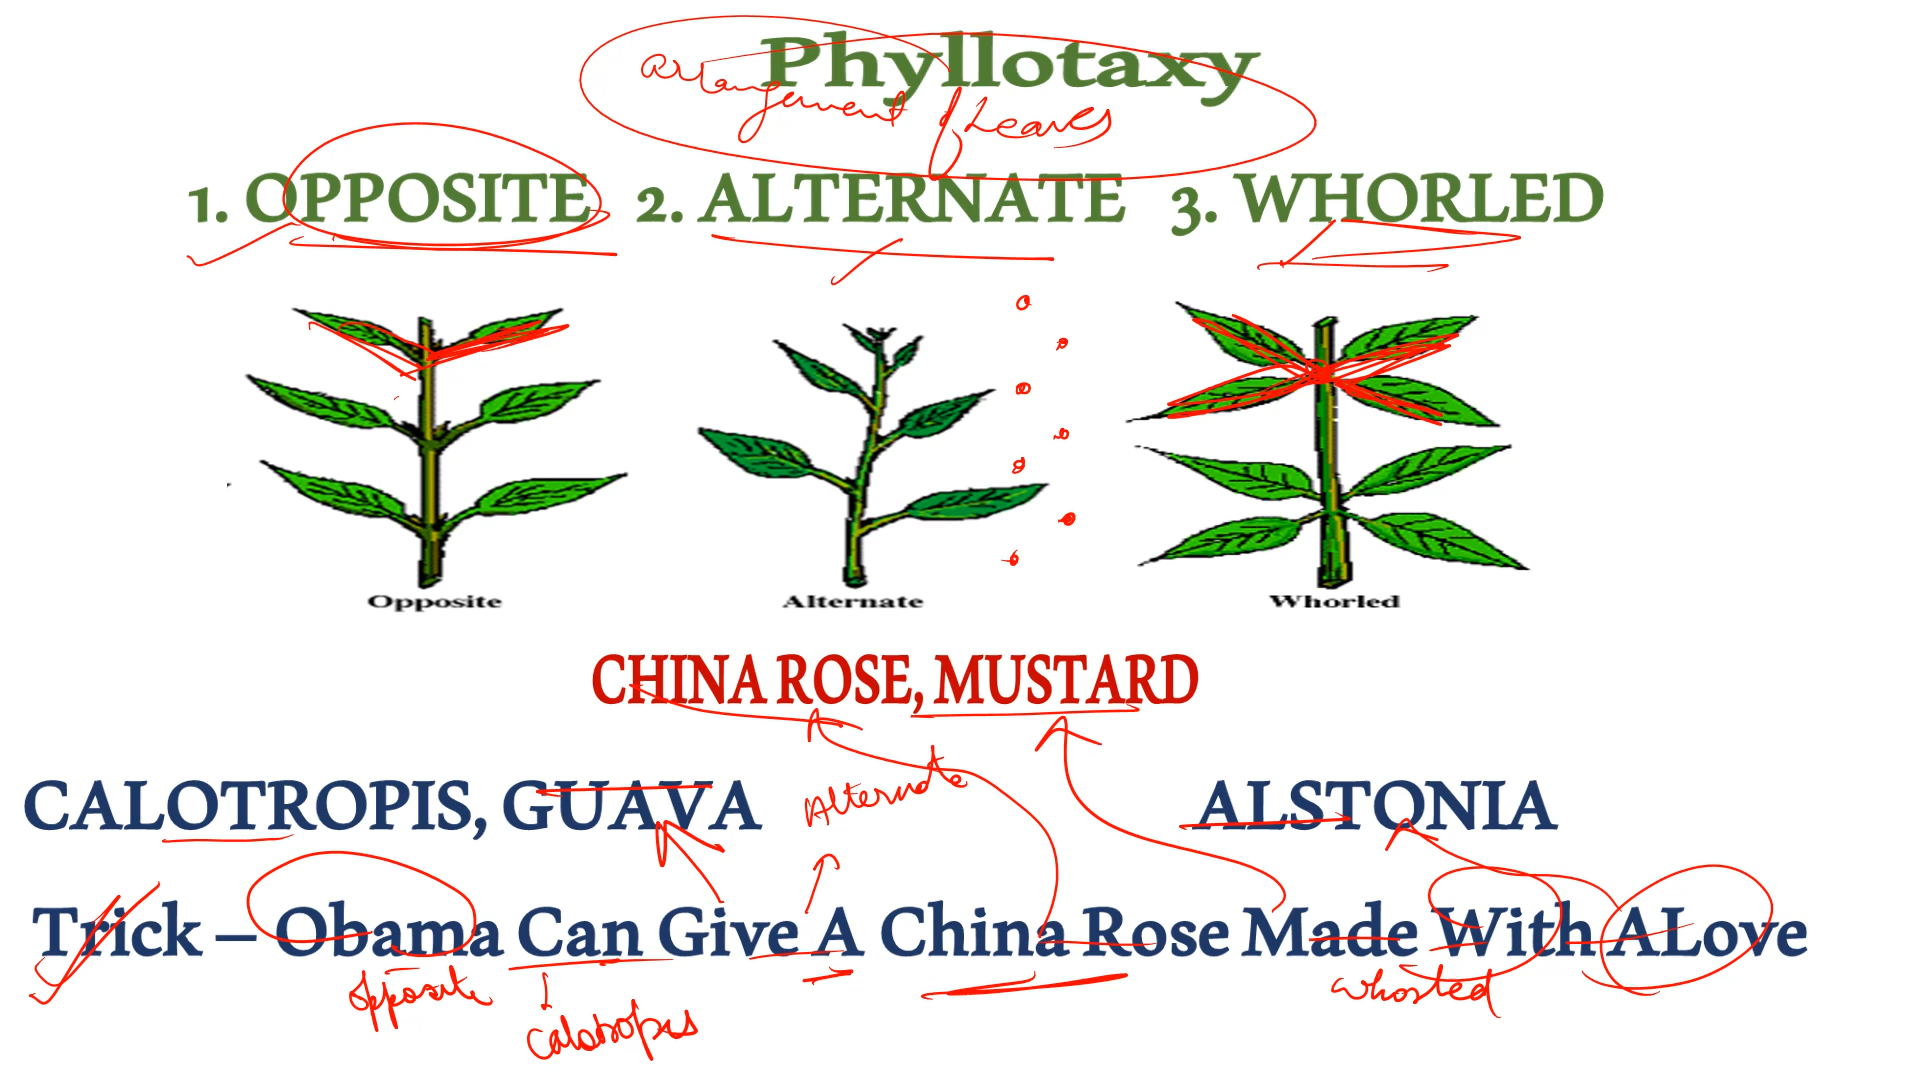 Phyllotaxy
Arrangement of Leaves
1. OPPOSITE 2. ALTERNATE 3. WHORLED
Opposite Alternate Whorled
CHINA ROSE, MUSTARD
CALOTROPIS, GUAVA Alternate ALSTONIA
Trick – Obama Can Give A China Rose Made With ALove
Opposite Whorled
Calotropis